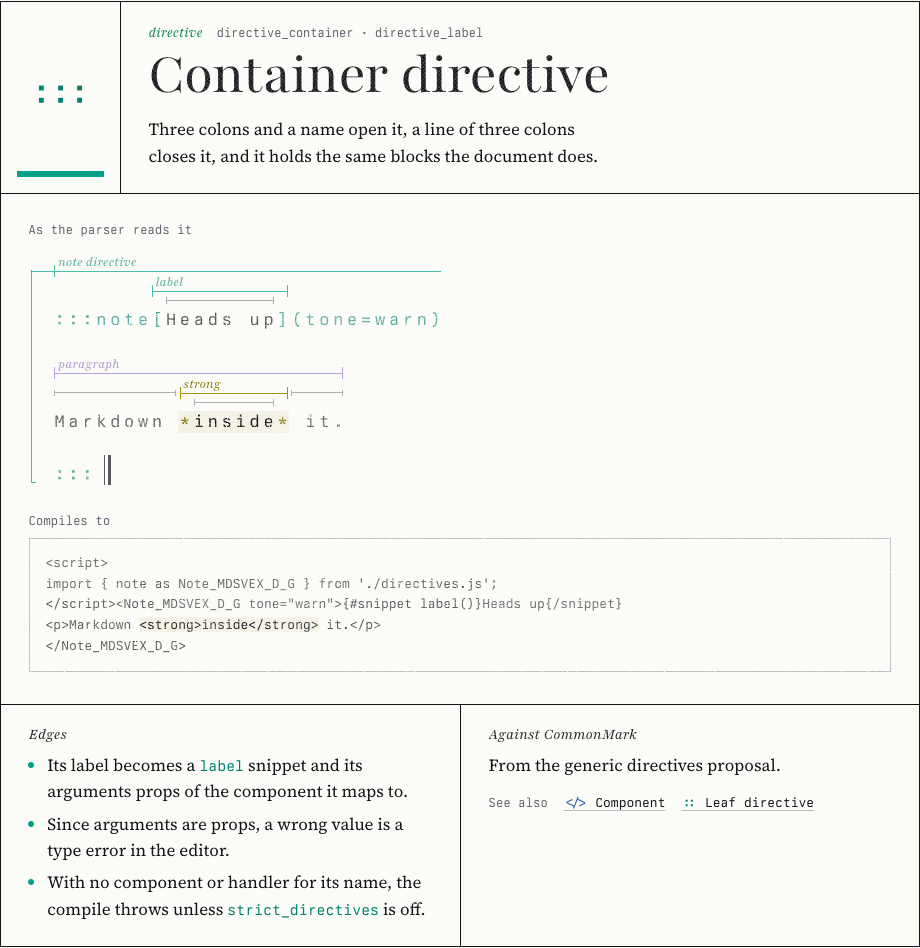 :::
directive directive_container · directive_label
Container directive
Three colons and a name open it, a line of three colons
closes it, and it holds the same blocks the document does.
As the parser reads it
note directive
label
:::note[Heads up](tone=warn)
paragraph
strong
Markdown *inside* it.
:::
Compiles to
<script>
import { note as Note_MDSVEX_D_G } from './directives.js';
</script><Note_MDSVEX_D_G tone="warn">{#snippet label()}Heads up{/snippet}
<p>Markdown <strong>inside</strong> it.</p>
</Note_MDSVEX_D_G>
Edges
Its label becomes a label snippet and its
arguments props of the component it maps to.
Since arguments are props, a wrong value is a
type error in the editor.
With no component or handler for its name, the
compile throws unless strict_directives is off.
Against CommonMark
From the generic directives proposal.
See also </> Component :: Leaf directive